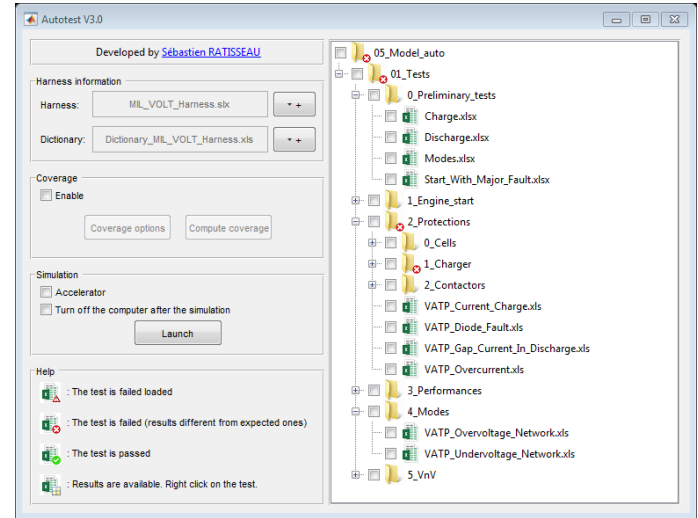 Autotest V3.0
Developed by Sébastien RATISSEAU
Harness information
Harness: MIL_VOLT_Harness.slx
Dictionary: Dictionary_MIL_VOLT_Harness.xls
Coverage
Enable
Coverage options Compute coverage
Simulation
Accelerator
Turn off the computer after the simulation
Launch
Help
: The test is failed loaded
: The test is failed (results different from expected ones)
: The test is passed
: Results are available. Right click on the test.
05_Model_auto
01_Tests
0_Preliminary_tests
Charge.xlsx
Discharge.xlsx
Modes.xlsx
Start_With_Major_Fault.xlsx
1_Engine_start
2_Protections
0_Cells
1_Charger
2_Contactors
VATP_Current_Charge.xls
VATP_Diode_Fault.xls
VATP_Gap_Current_In_Discharge.xls
VATP_Overcurrent.xls
3_Performances
4_Modes
VATP_Overvoltage_Network.xls
VATP_Undervoltage_Network.xls
5_VnV